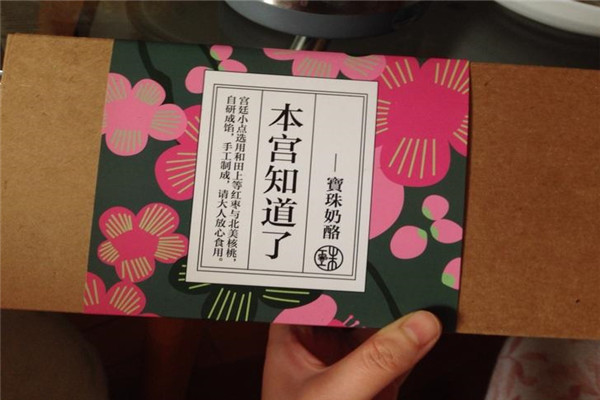 — 寶珠奶酪
本宫知道了
宫廷小点选用和田上等红枣与北美核桃，
自研成馅，手工制成，请大人放心食用。